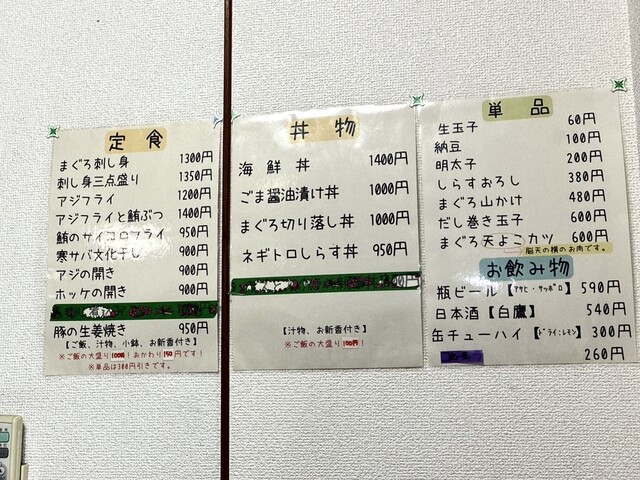 定食
まぐろ刺し身 1300円
刺し身三点盛り 1350円
アジフライ 1200円
アジフライと鮪ぶつ 1400円
鮪のサイコロフライ 950円
寒サバ文化干し 900円
アジの開き 900円
ホッケの開き 900円
豚の生姜焼き 950円
【ご飯、汁物、小鉢、お新香付き】
※ご飯の大盛り100円!おかわり150円です!
※単品は300円引きです。
丼物
海鮮丼 1400円
ごま醤油漬け丼 1000円
まぐろ切り落し丼 1000円
ネギトロしらす丼 950円
【汁物、お新香付き】
※ご飯の大盛り100円!
単品
生玉子 60円
納豆 100円
明太子 200円
しらすおろし 380円
まぐろ山かけ 480円
だし巻き玉子 600円
まぐろ天よこカツ 600円
脳天の横のお肉です。
お飲み物
瓶ビール【アサヒ・サッポロ】 590円
日本酒【白鷹】 540円
缶チューハイ【ドライ:レモン】 300円
260円